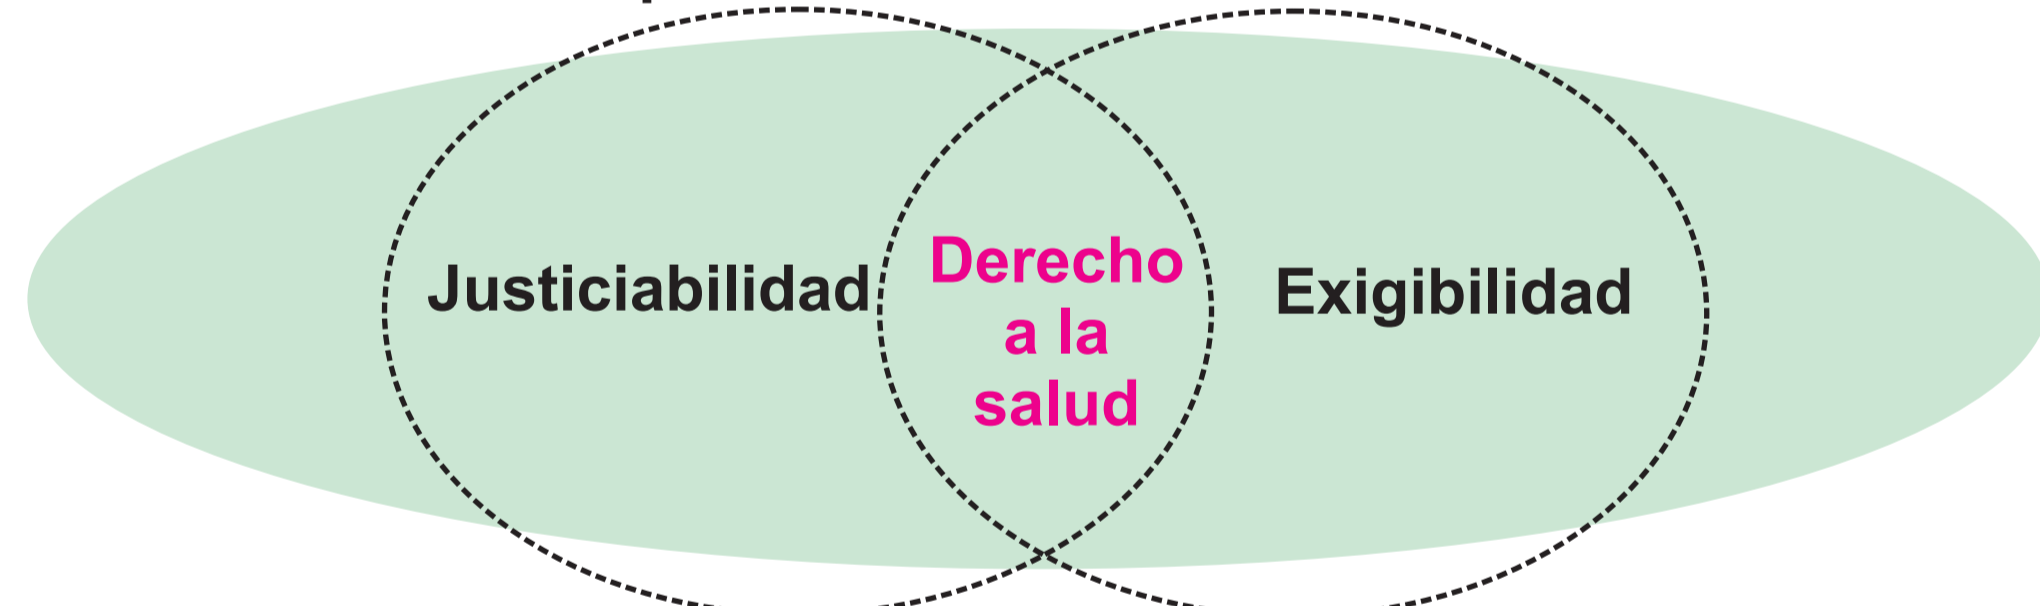 Justiciabilidad
Derecho
a la
salud
Exigibilidad